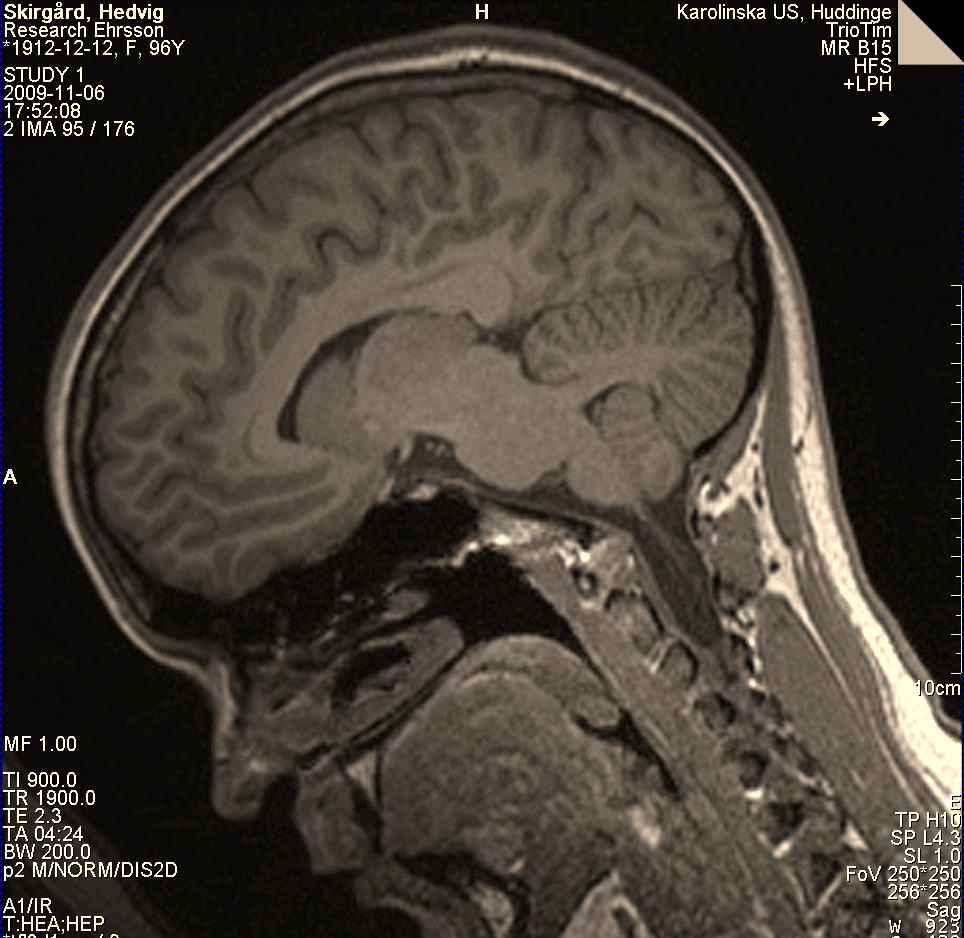 Skirgård, Hedvig
Research Ehrsson
*1912-12-12, F, 96Y
STUDY 1
2009-11-06
17:52:08
2 IMA 95 / 176
H
Karolinska US, Huddinge
TrioTim
MR B15
HFS
+LPH
A
10cm
MF 1.00
TI 900.0
TR 1900.0
TE 2.3
TA 04:24
BW 200.0
p2 M/NORM/DIS2D
A1/IR
T:HEA;HEP
E
TP H10
SP L4.3
SL 1.0
FoV 250*250
256*256
Sag
W 923